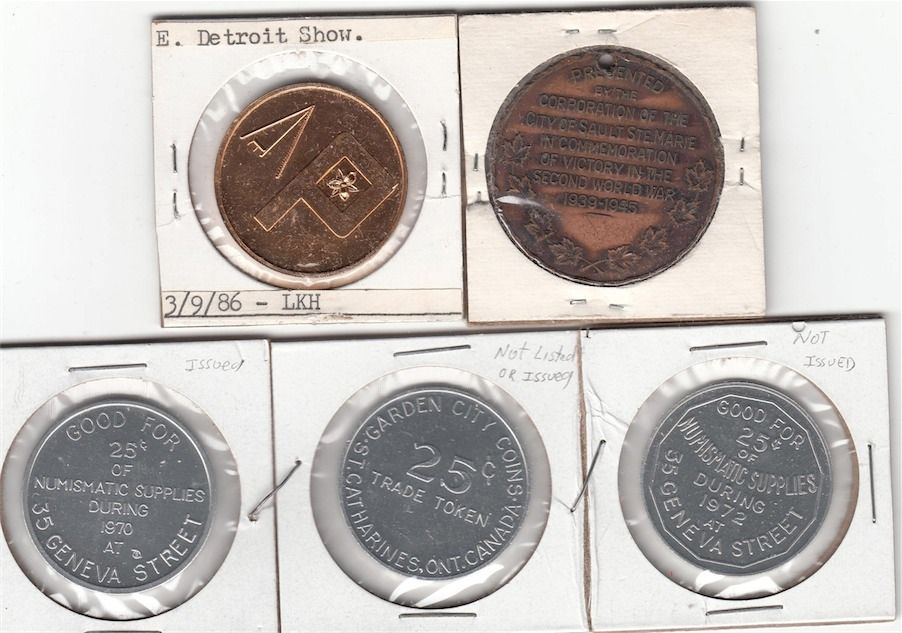 E. Detroit Show.
3/9/86 - LKH
PRESENTED
BY THE
CORPORATION OF THE
CITY OF SAULT STE. MARIE
IN COMMEMORATION
OF VICTORY IN THE
SECOND WORLD WAR
1939-1945
Issued
GOOD FOR
25¢
OF
NUMISMATIC SUPPLIES
DURING
1970
AT
35 GENEVA STREET
Not Listed
OR Issued
GARDEN CITY COINS
25¢
TRADE TOKEN
ST. CATHARINES, ONT. CANADA
NOT
ISSUED
GOOD FOR
25¢
OF
NUMISMATIC SUPPLIES
DURING
1972
AT
35 GENEVA STREET